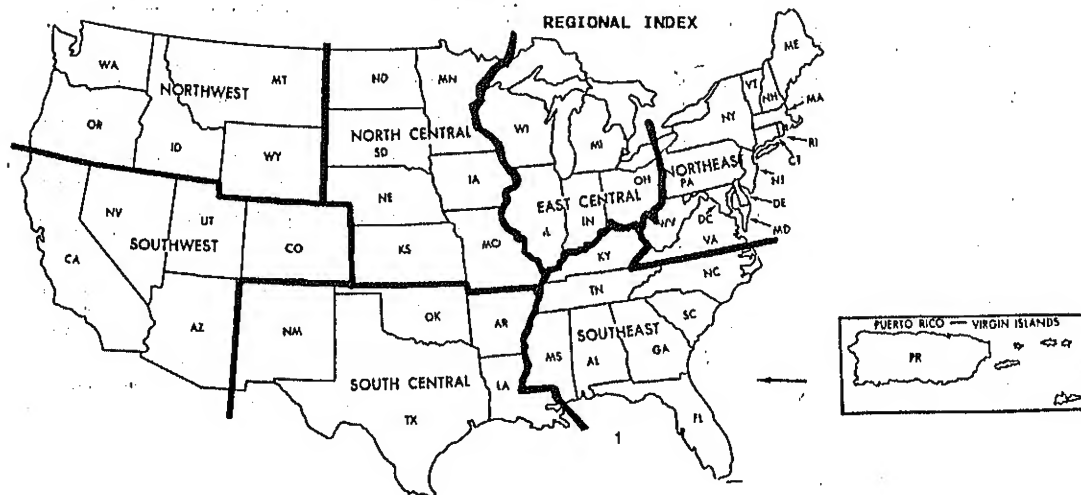 REGIONAL INDEX
WA
MT
ND
MN
ME
NORTHWEST
VT
NH
MA
OR
ID
WY
NORTH CENTRAL
SD
WI
MI
NY
RI
CT
NORTHEAST
PA
NJ
DE
MD
NV
UT
CO
SOUTHWEST
CA
AZ
NE
IA
KS
MO
EAST CENTRAL
IL
IN
OH
WV
DC
VA
KY
TN
NC
SC
SOUTHEAST
MS
AL
GA
FL
NM
OK
AR
LA
SOUTH CENTRAL
TX
PUERTO RICO — VIRGIN ISLANDS
PR
1